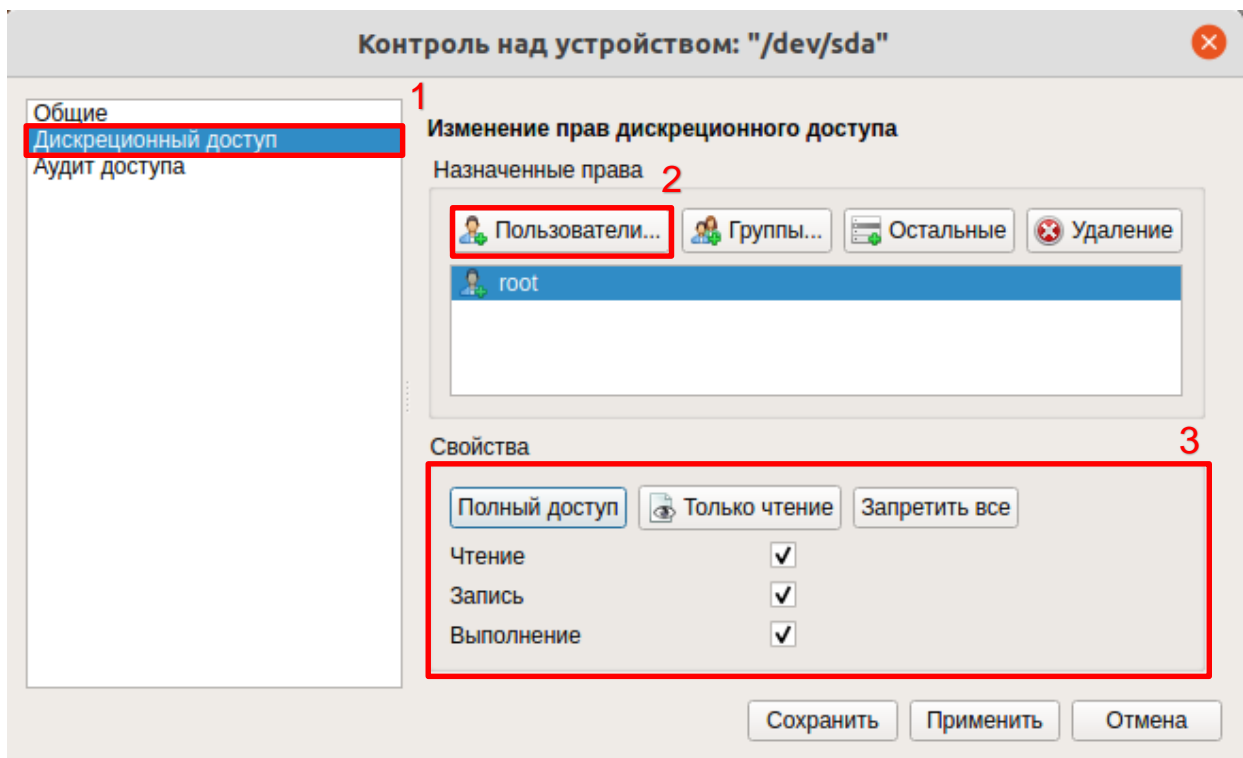 Контроль над устройством: "/dev/sda"
Общие
Дискреционный доступ
Аудит доступа
1
Изменение прав дискреционного доступа
Назначенные права
2
Пользователи... Группы... Остальные Удаление
root
Свойства
3
Полный доступ Только чтение Запретить все
Чтение
Запись
Выполнение
Сохранить Применить Отмена